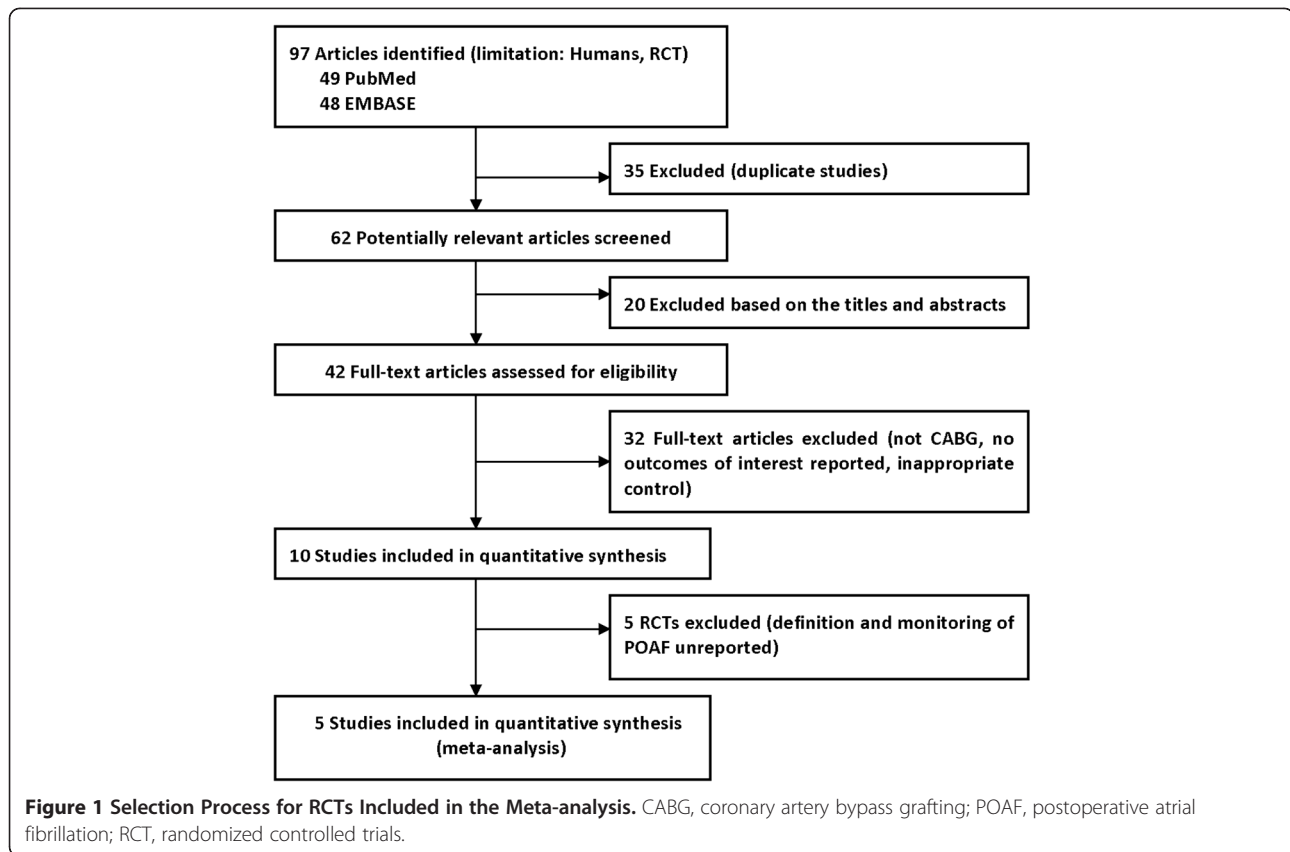 97 Articles identified (limitation: Humans, RCT)
49 PubMed
48 EMBASE
35 Excluded (duplicate studies)
62 Potentially relevant articles screened
20 Excluded based on the titles and abstracts
42 Full-text articles assessed for eligibility
32 Full-text articles excluded (not CABG, no
outcomes of interest reported, inappropriate
control)
10 Studies included in quantitative synthesis
5 RCTs excluded (definition and monitoring of
POAF unreported)
5 Studies included in quantitative synthesis
(meta-analysis)
Figure 1 Selection Process for RCTs Included in the Meta-analysis. CABG, coronary artery bypass grafting; POAF, postoperative atrial
fibrillation; RCT, randomized controlled trials.